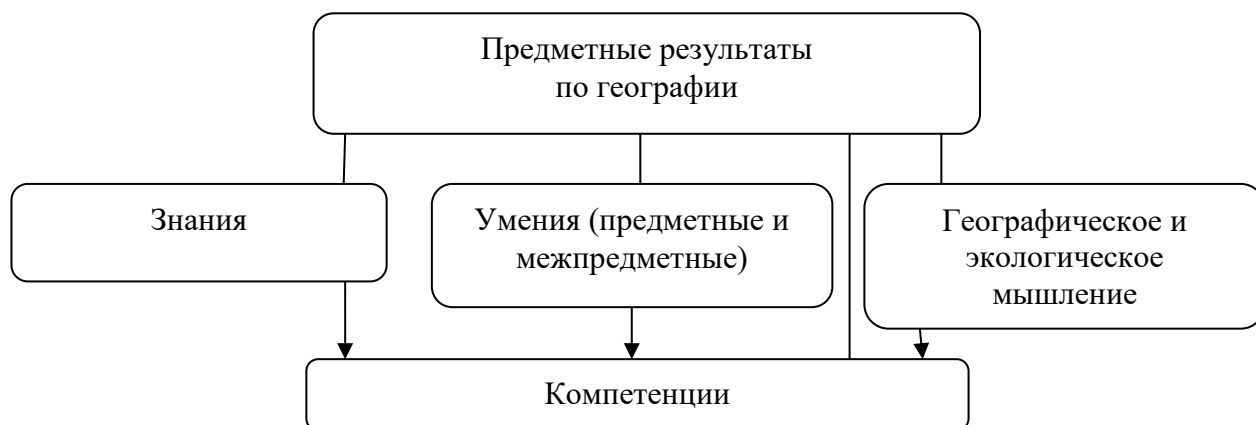 Предметные результаты
по географии
Знания
Умения (предметные и
межпредметные)
Географическое и
экологическое
мышление
Компетенции